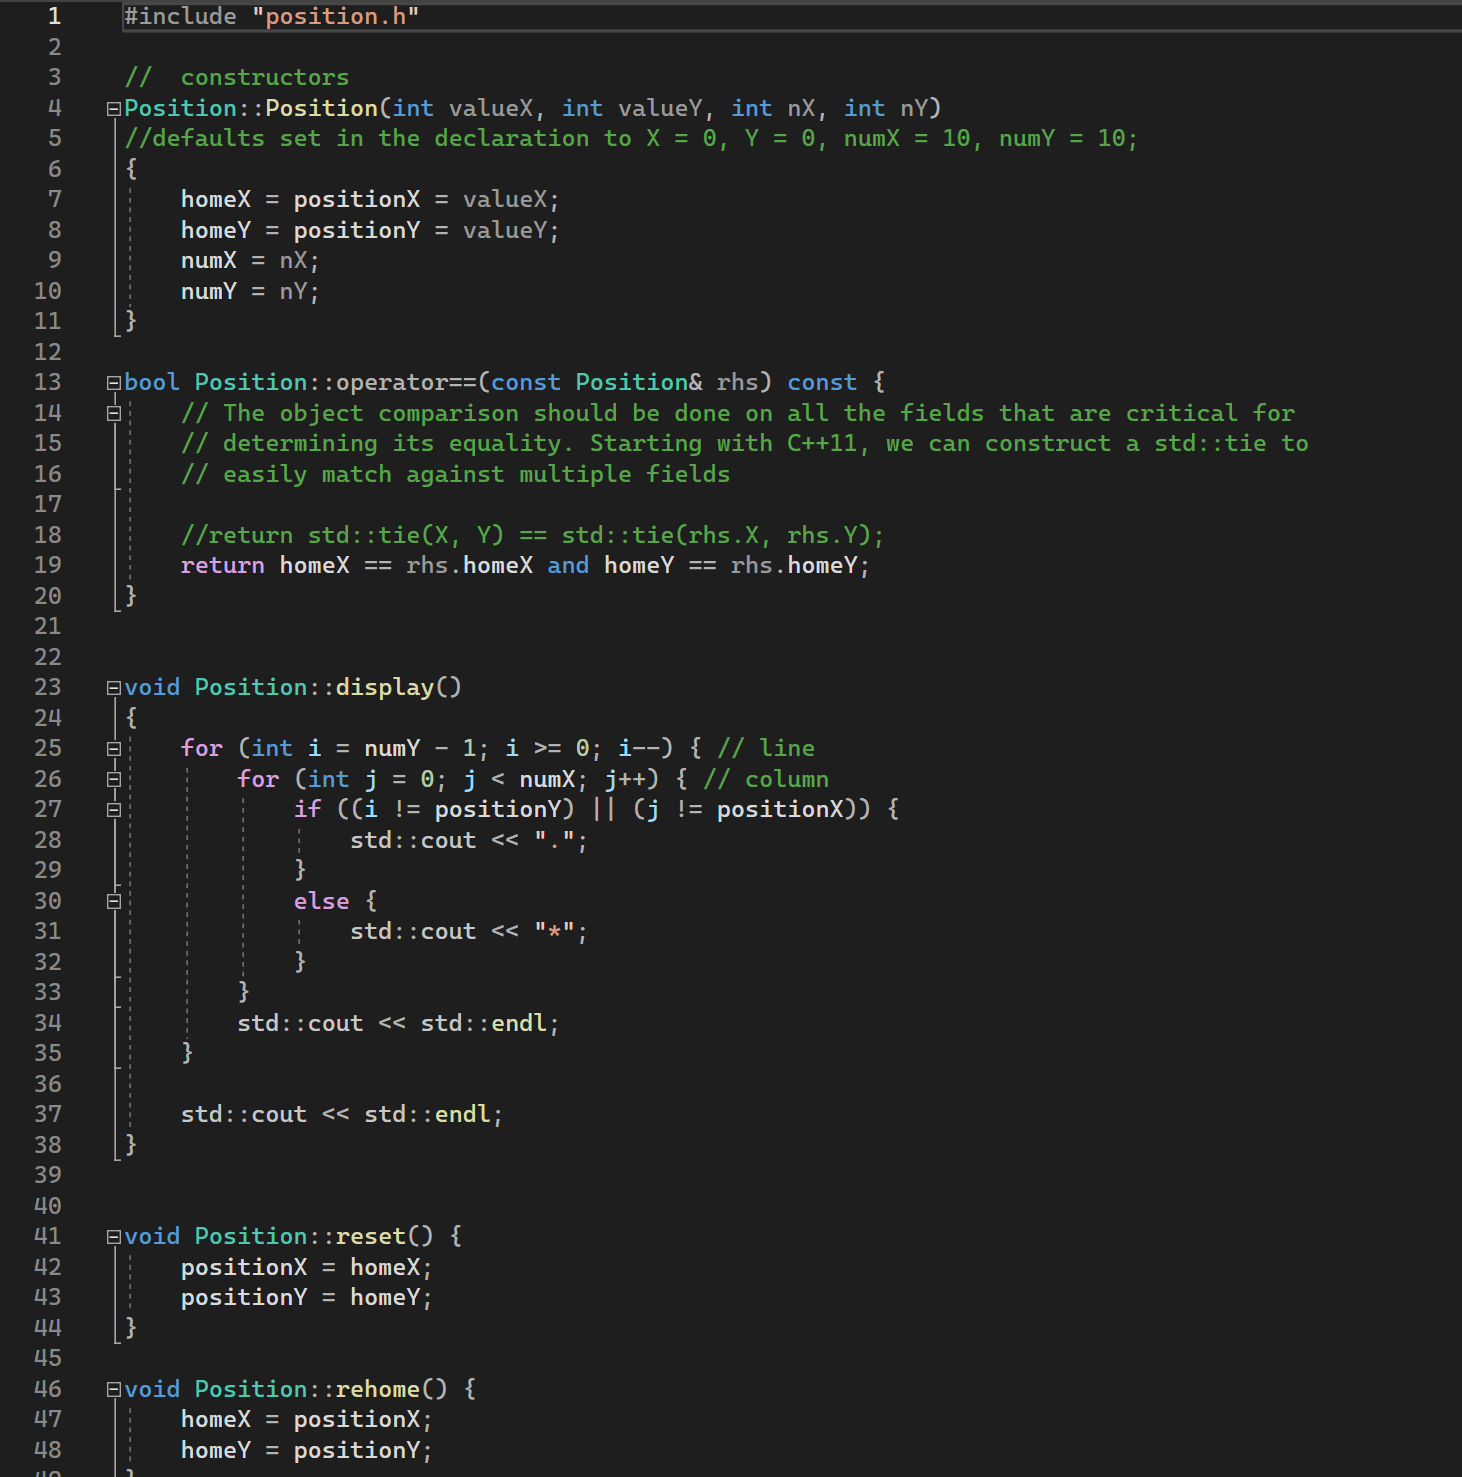 1 #include "position.h"
2
3 //  constructors
4 Position::Position(int valueX, int valueY, int nX, int nY)
5 //defaults set in the declaration to X = 0, Y = 0, numX = 10, numY = 10;
6 {
7     homeX = positionX = valueX;
8     homeY = positionY = valueY;
9     numX = nX;
10     numY = nY;
11 }
12
13 bool Position::operator==(const Position& rhs) const {
14     // The object comparison should be done on all the fields that are critical for
15     // determining its equality. Starting with C++11, we can construct a std::tie to
16     // easily match against multiple fields
17
18     //return std::tie(X, Y) == std::tie(rhs.X, rhs.Y);
19     return homeX == rhs.homeX and homeY == rhs.homeY;
20 }
21
22
23 void Position::display()
24 {
25     for (int i = numY - 1; i >= 0; i--) { // line
26         for (int j = 0; j < numX; j++) { // column
27             if ((i != positionY) || (j != positionX)) {
28                 std::cout << ".";
29             }
30             else {
31                 std::cout << "*";
32             }
33         }
34         std::cout << std::endl;
35     }
36
37     std::cout << std::endl;
38 }
39
40
41 void Position::reset() {
42     positionX = homeX;
43     positionY = homeY;
44 }
45
46 void Position::rehome() {
47     homeX = positionX;
48     homeY = positionY;
49 }